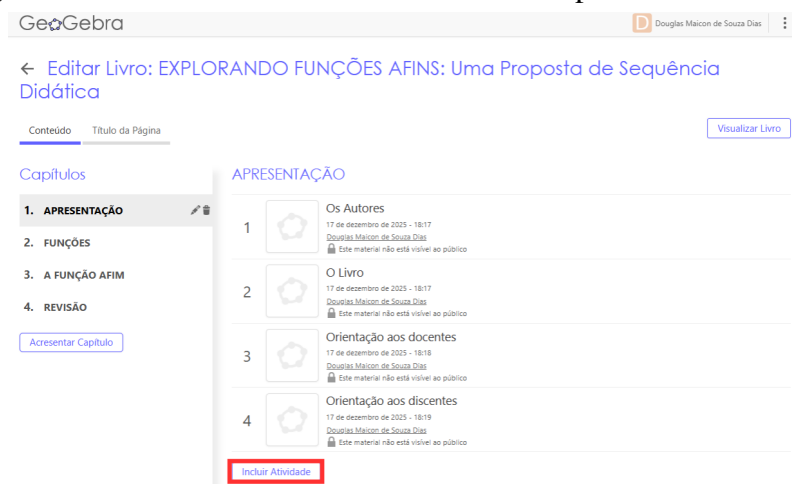 GeoGebra
Douglas Maicon de Souza Dias
← Editar Livro: EXPLORANDO FUNÇÕES AFINS: Uma Proposta de Sequência
Didática
Conteúdo Título da Página
Visualizar Livro
Capítulos
1. APRESENTAÇÃO
2. FUNÇÕES
3. A FUNÇÃO AFIM
4. REVISÃO
Acresentar Capítulo
APRESENTAÇÃO
1
Os Autores
17 de dezembro de 2025 - 18:17
Douglas Maicon de Souza Dias
Este material não está visível ao público
2
O Livro
17 de dezembro de 2025 - 18:17
Douglas Maicon de Souza Dias
Este material não está visível ao público
3
Orientação aos docentes
17 de dezembro de 2025 - 18:18
Douglas Maicon de Souza Dias
Este material não está visível ao público
4
Orientação aos discentes
17 de dezembro de 2025 - 18:19
Douglas Maicon de Souza Dias
Este material não está visível ao público
Incluir Atividade